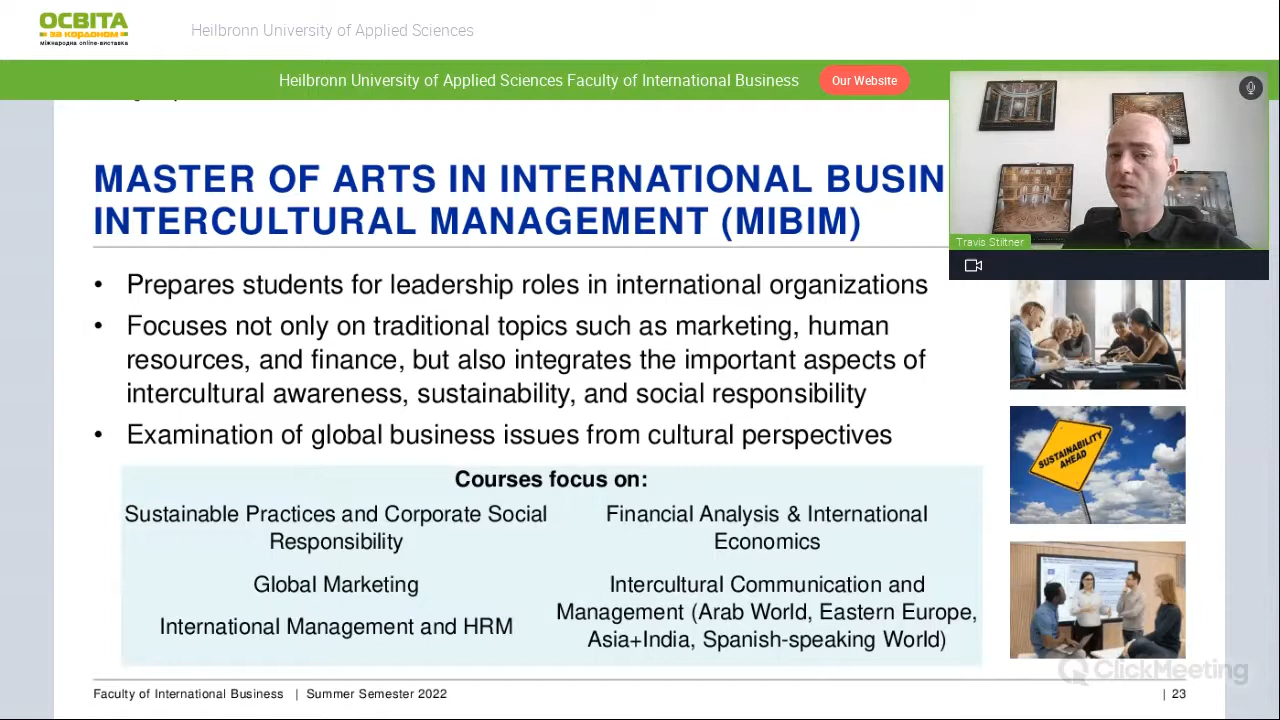 ОСВІТА
за кордоном
міжнародна online-виставка
Heilbronn University of Applied Sciences
Heilbronn University of Applied Sciences Faculty of International Business
Our Website
MASTER OF ARTS IN INTERNATIONAL BUSIN
INTERCULTURAL MANAGEMENT (MIBIM)
Travis Stiltner
• Prepares students for leadership roles in international organizations
• Focuses not only on traditional topics such as marketing, human
resources, and finance, but also integrates the important aspects of
intercultural awareness, sustainability, and social responsibility
• Examination of global business issues from cultural perspectives
SUSTAINABILITY
AHEAD
Courses focus on:
Sustainable Practices and Corporate Social
Responsibility
Global Marketing
International Management and HRM
Financial Analysis & International
Economics
Intercultural Communication and
Management (Arab World, Eastern Europe,
Asia+India, Spanish-speaking World)
ClickMeeting
Faculty of International Business | Summer Semester 2022
| 23